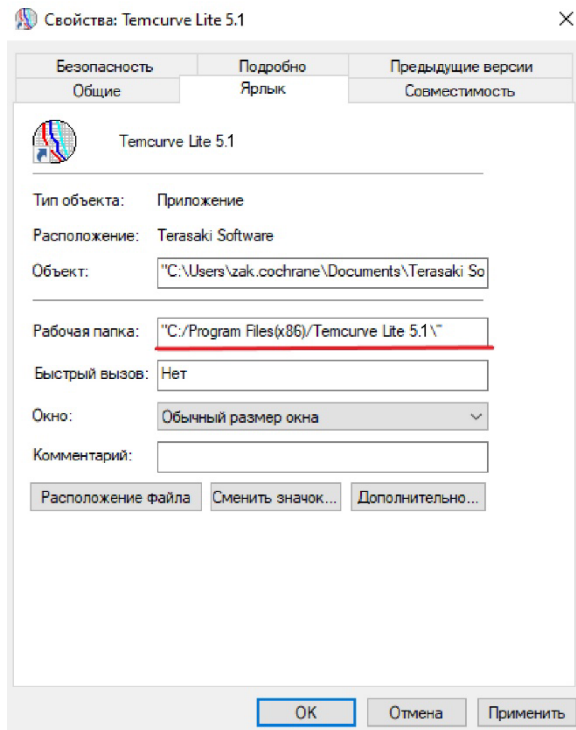 Свойства: Temcurve Lite 5.1
Безопасность Подробно Предыдущие версии
Общие Ярлык Совместимость
Temcurve Lite 5.1
Тип объекта: Приложение
Расположение: Terasaki Software
Объект: "C:\Users\zak.cochrane\Documents\Terasaki So
Рабочая папка: "C:/Program Files(x86)/Temcurve Lite 5.1\"
Быстрый вызов: Нет
Окно: Обычный размер окна
Комментарий:
Расположение файла Сменить значок... Дополнительно...
OK Отмена Применить